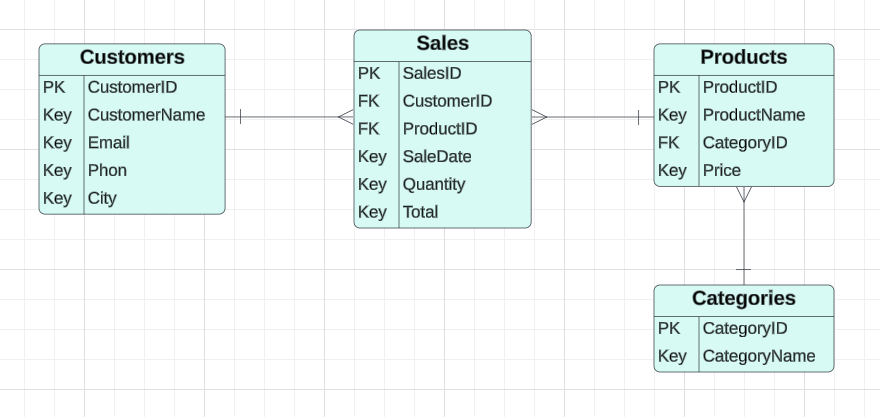 Customers
PK CustomerID
Key CustomerName
Key Email
Key Phon
Key City
Sales
PK SalesID
FK CustomerID
FK ProductID
Key SaleDate
Key Quantity
Key Total
Products
PK ProductID
Key ProductName
FK CategoryID
Key Price
Categories
PK CategoryID
Key CategoryName